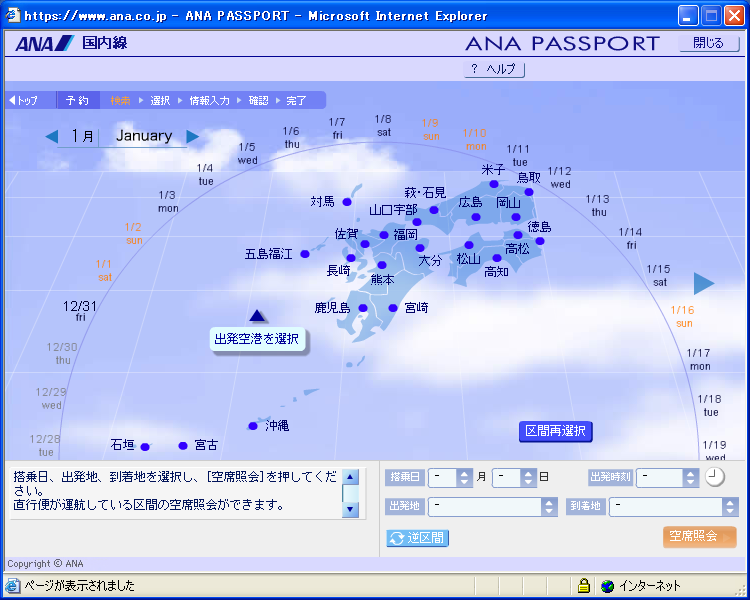 https://www.ana.co.jp - ANA PASSPORT - Microsoft Internet Explorer
ANA 国内線
ANA PASSPORT
閉じる
? ヘルプ
トップ 予約 検索 選択 情報入力 確認 完了
1月 January
12/28 tue
12/29 wed
12/30 thu
12/31 fri
1/1 sat
1/2 sun
1/3 mon
1/4 tue
1/5 wed
1/6 thu
1/7 fri
1/8 sat
1/9 sun
1/10 mon
1/11 tue
1/12 wed
1/13 thu
1/14 fri
1/15 sat
1/16 sun
1/17 mon
1/18 tue
1/19 wed
米子
鳥取
萩・石見
対馬
山口宇部
広島
岡山
佐賀
福岡
徳島
高松
五島福江
大分
松山
長崎
熊本
高知
鹿児島
宮崎
出発空港を選択
沖縄
石垣
宮古
区間再選択
搭乗日、出発地、到着地を選択し、[空席照会]を押してくだ
さい。
直行便が運航している区間の空席照会ができます。
搭乗日 - 月 - 日 出発時刻 -
出発地 - 到着地 -
逆区間
空席照会
Copyright © ANA
ページが表示されました
インターネット